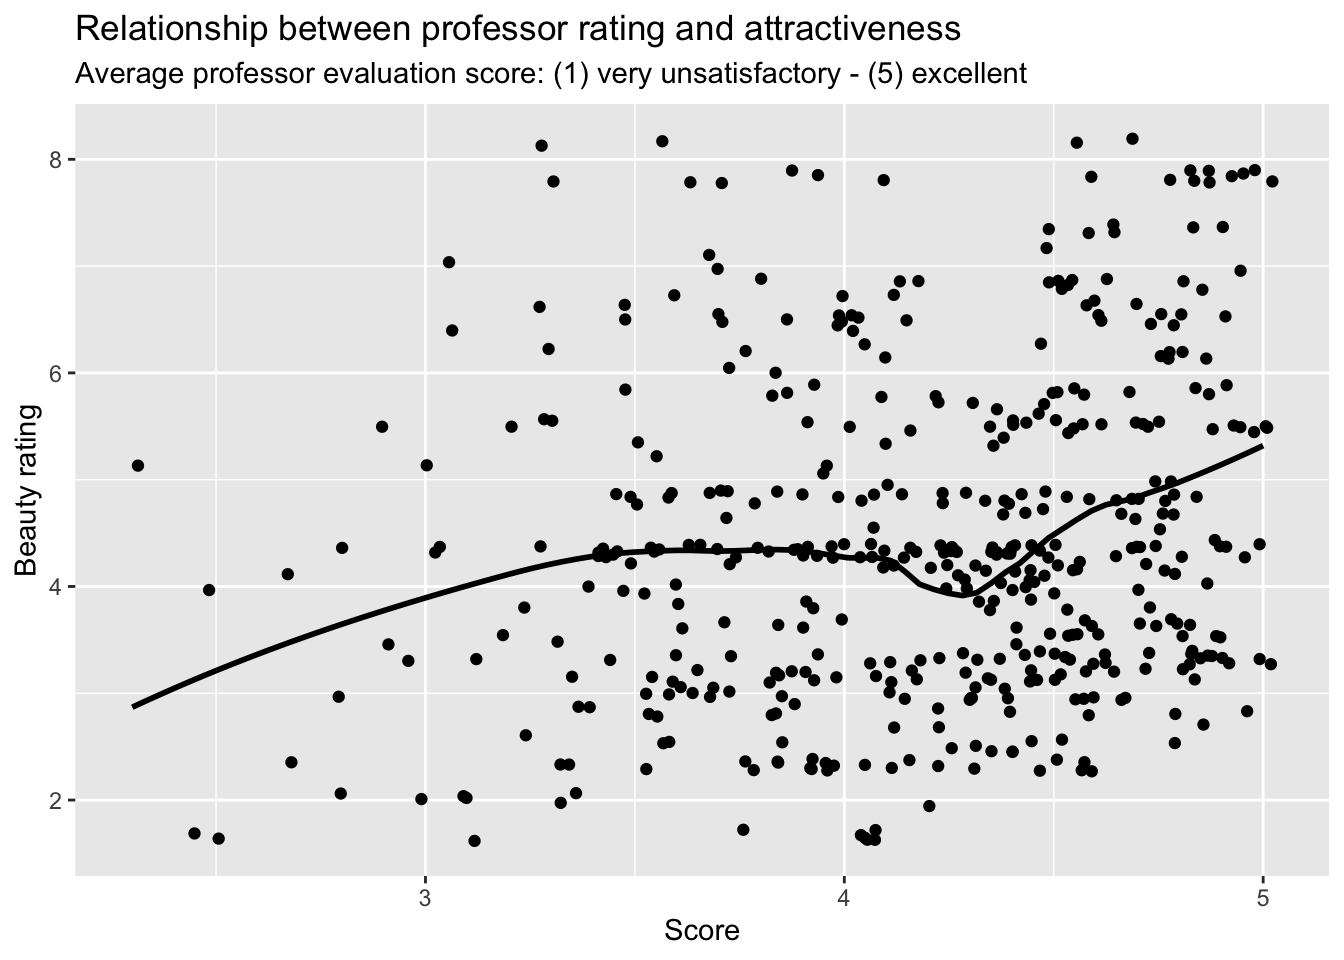 Relationship between professor rating and attractiveness
Average professor evaluation score: (1) very unsatisfactory - (5) excellent
Beauty rating
8
6
4
2
3
4
5
Score